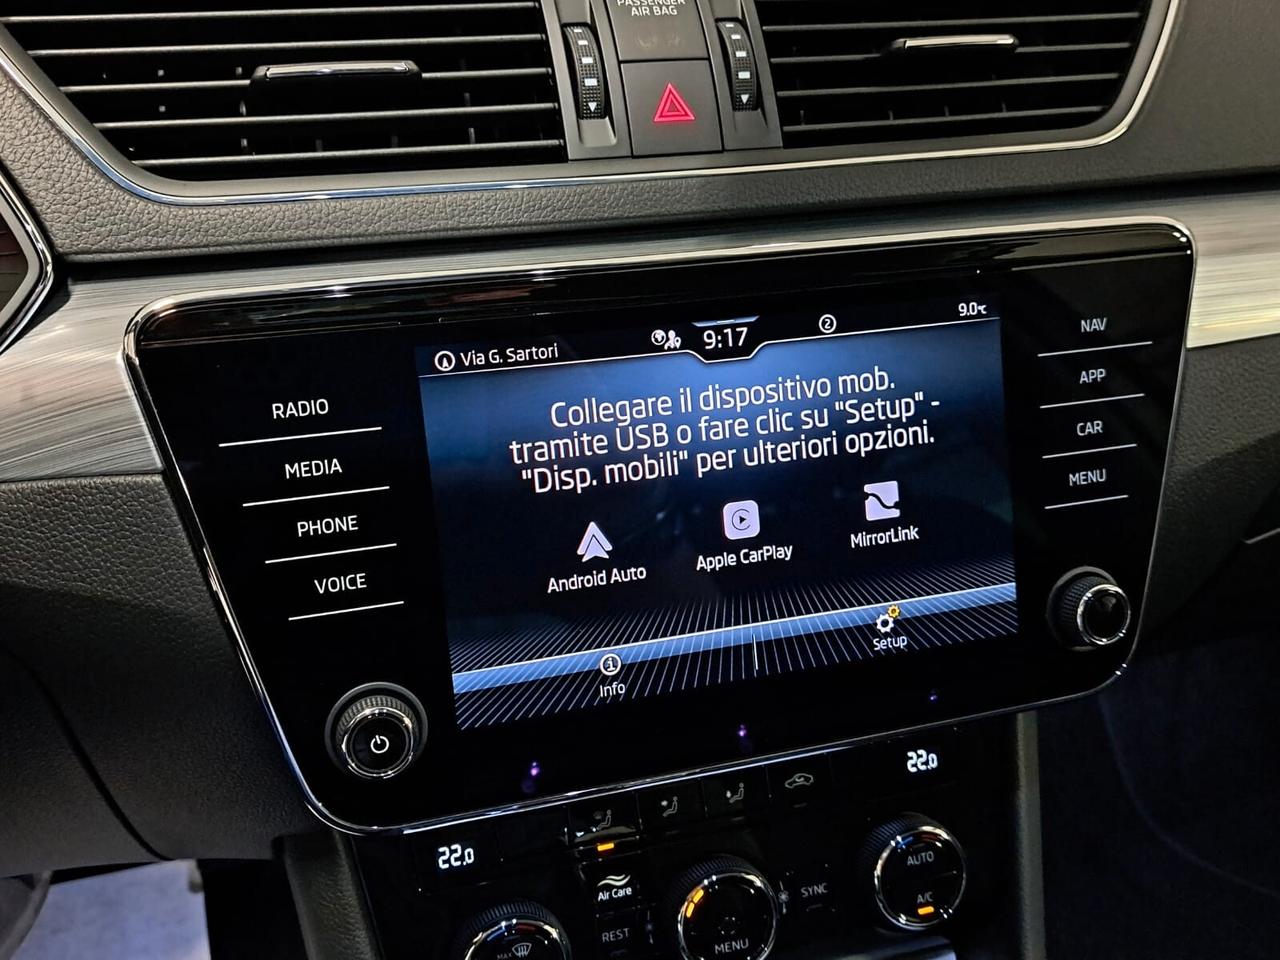 PASSENGER
AIR BAG
Via G. Sartori
9:17
2
9.0°C
Collegare il dispositivo mob.
tramite USB o fare clic su "Setup" -
"Disp. mobili" per ulteriori opzioni.
Android Auto
Apple CarPlay
MirrorLink
Info
Setup
RADIO
MEDIA
PHONE
VOICE
NAV
APP
CAR
MENU
22.0
22.0
Air Care
REST
MENU
SYNC
AUTO
A/C
MAX